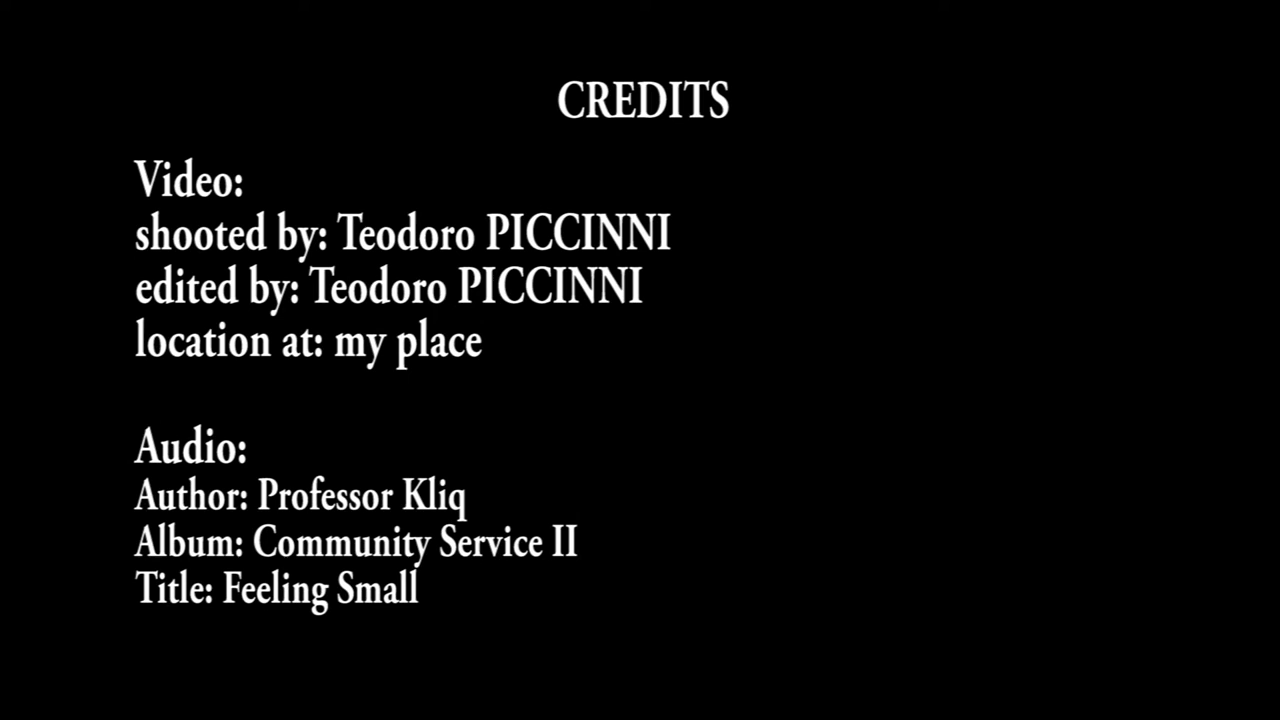 CREDITS
Video:
shooted by: Teodoro PICCINNI
edited by: Teodoro PICCINNI
location at: my place
Audio:
Author: Professor Kliq
Album: Community Service II
Title: Feeling Small